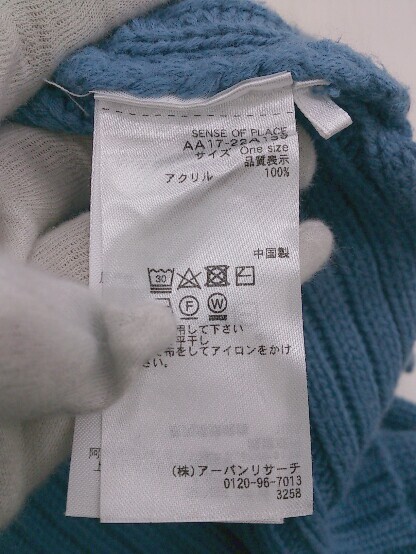 SENSE OF PLACE
サイズ One size
品質表示
アクリル 100%
中国製
30
F W
用して下さい
平干し
布をしてアイロンをかけ
さい。
(株)アーバンリサーチ
0120-96-7013
3258